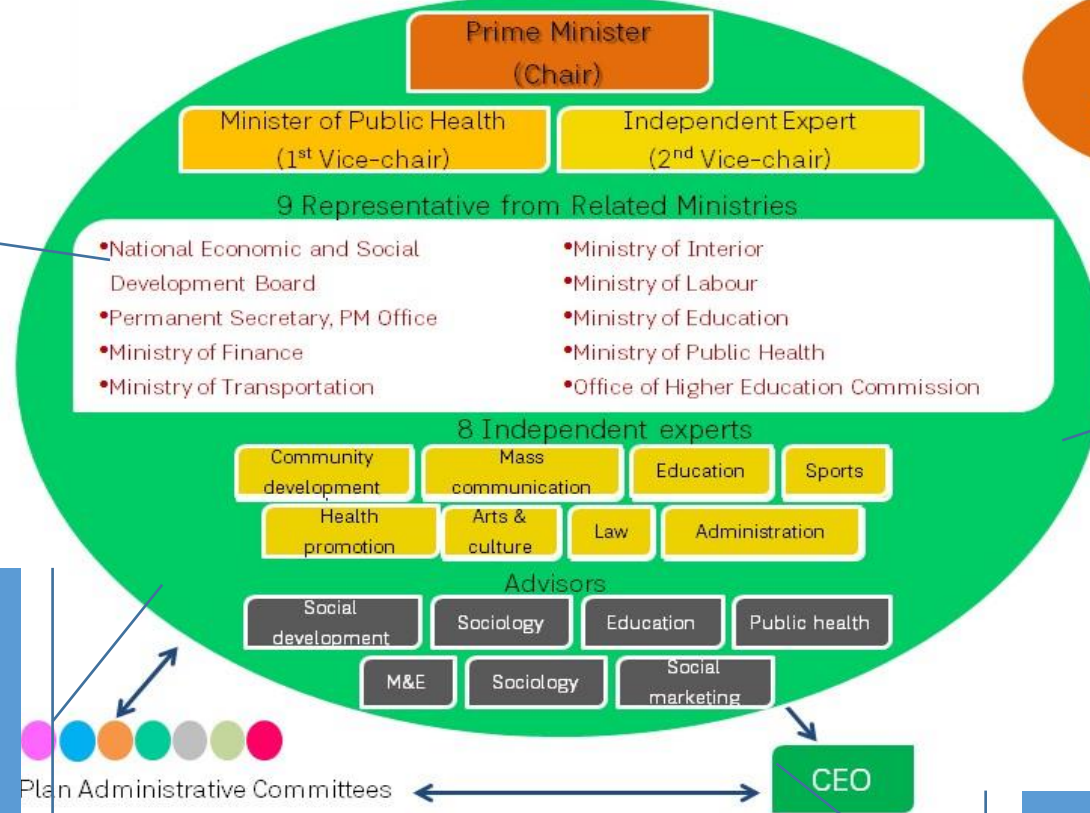 Prime Minister
(Chair)
Minister of Public Health
(1st Vice-chair)
Independent Expert
(2nd Vice-chair)
9 Representative from Related Ministries
•National Economic and Social
Development Board
•Permanent Secretary, PM Office
•Ministry of Finance
•Ministry of Transportation
•Ministry of Interior
•Ministry of Labour
•Ministry of Education
•Ministry of Public Health
•Office of Higher Education Commission
8 Independent experts
Community
development
Mass
communication
Education
Sports
Health
promotion
Arts &
culture
Law
Administration
Advisors
Social
development
Sociology
Education
Public health
M&E
Sociology
Social
marketing
Plan Administrative Committees
CEO